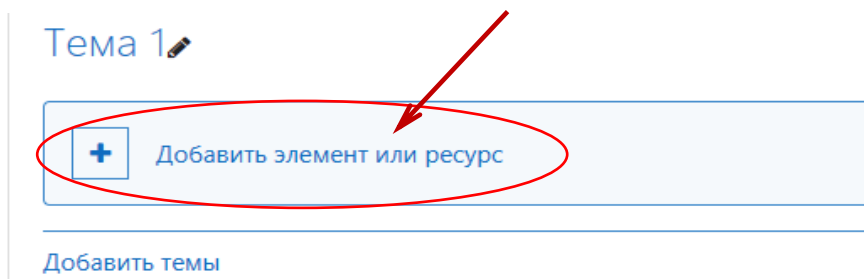 Тема 1
Добавить элемент или ресурс
Добавить темы